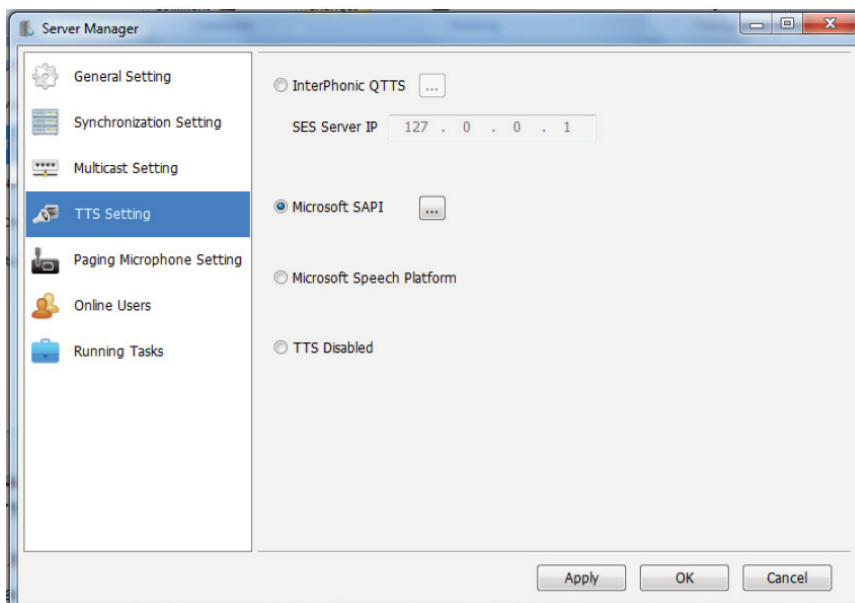 Server Manager
General Setting
Synchronization Setting
Multicast Setting
TTS Setting
Paging Microphone Setting
Online Users
Running Tasks
InterPhonic QTTS ...
SES Server IP 127 . 0 . 0 . 1
Microsoft SAPI ...
Microsoft Speech Platform
TTS Disabled
Apply OK Cancel